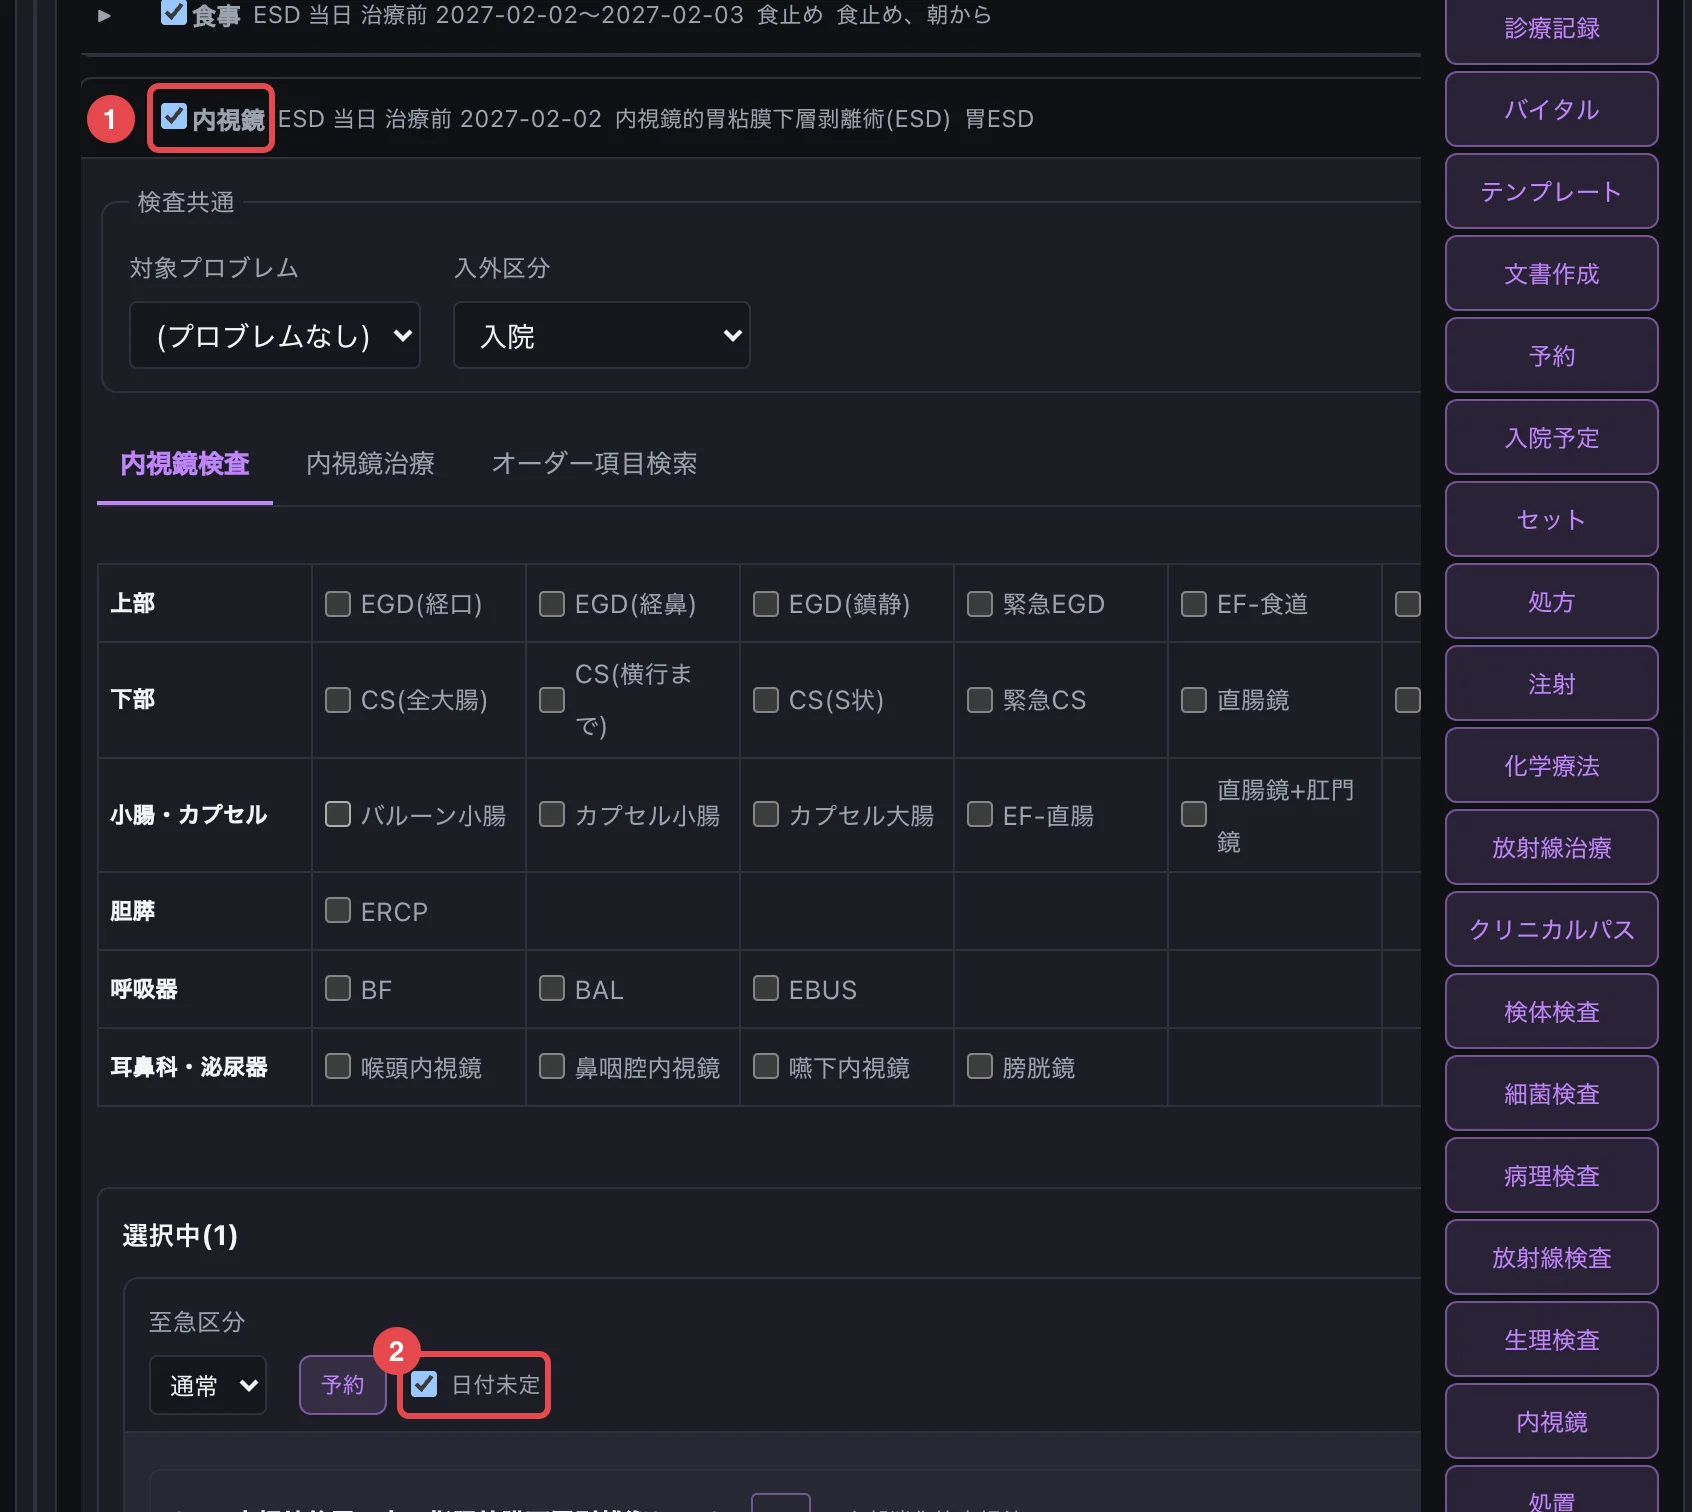 食事 ESD 当日 治療前 2027-02-02〜2027-02-03 食止め 食止め、朝から
1 内視鏡 ESD 当日 治療前 2027-02-02 内視鏡的胃粘膜下層剥離術(ESD) 胃ESD
検査共通
対象プロブレム 入外区分
(プロブレムなし) 入院
内視鏡検査 内視鏡治療 オーダー項目検索
上部 EGD(経口) EGD(経鼻) EGD(鎮静) 緊急EGD EF-食道
下部 CS(全大腸) CS(横行まで) CS(S状) 緊急CS 直腸鏡
小腸・カプセル バルーン小腸 カプセル小腸 カプセル大腸 EF-直腸 直腸鏡+肛門鏡
胆膵 ERCP
呼吸器 BF BAL EBUS
耳鼻科・泌尿器 喉頭内視鏡 鼻咽腔内視鏡 嚥下内視鏡 膀胱鏡
選択中(1)
至急区分
通常 予約 2 日付未定
診療記録
バイタル
テンプレート
文書作成
予約
入院予定
セット
処方
注射
化学療法
放射線治療
クリニカルパス
検体検査
細菌検査
病理検査
放射線検査
生理検査
内視鏡
処置